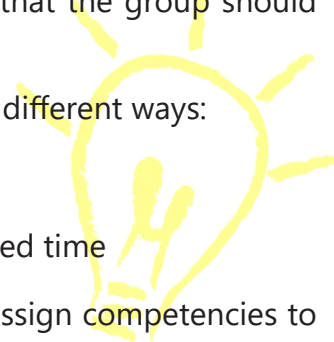 that the group should
different ways:
ed time
ssign competencies to